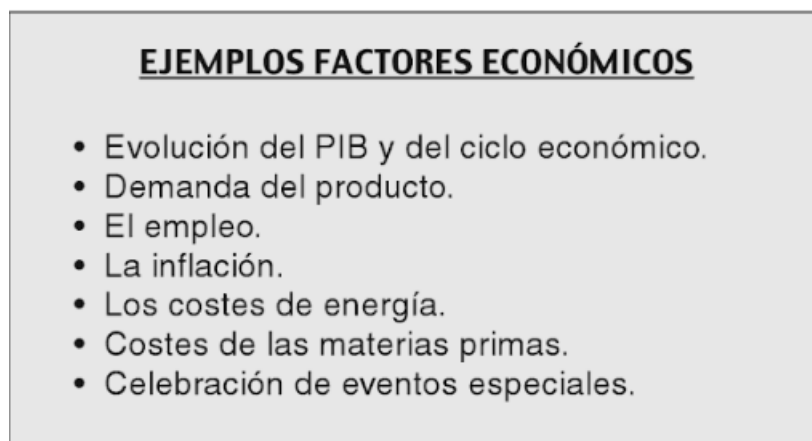 EJEMPLOS FACTORES ECONÓMICOS
• Evolución del PIB y del ciclo económico.
• Demanda del producto.
• El empleo.
• La inflación.
• Los costes de energía.
• Costes de las materias primas.
• Celebración de eventos especiales.